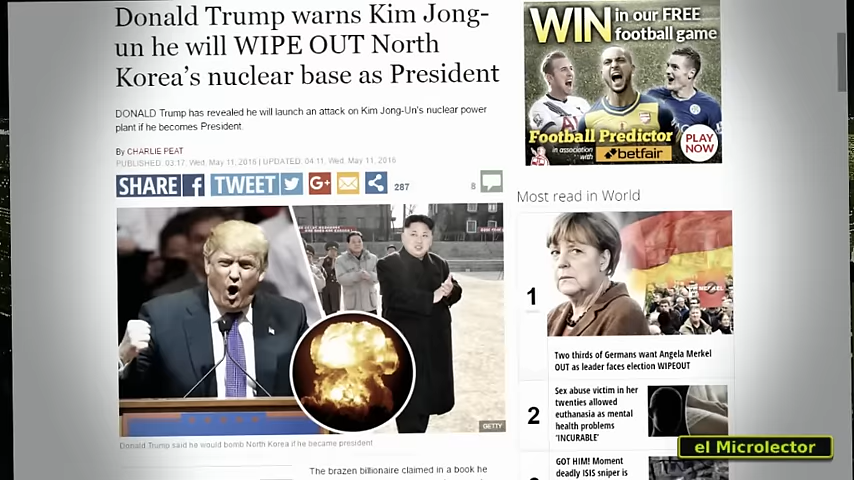 Donald Trump warns Kim Jong-
un he will WIPE OUT North
Korea's nuclear base as President
DONALD Trump has revealed he will launch an attack on Kim Jong-Un's nuclear power
plant if he becomes President.
By CHARLIE PEAT
PUBLISHED: 03:17, Wed, May 11, 2016 | UPDATED: 04:11, Wed, May 11, 2016
SHARE
TWEET
G+
287
8
GETTY
Donald Trump said he would bomb North Korea if he became president
The brazen billionaire claimed in a book he
WIN in our FREE
football game
Football Predictor
in association
with
betfair
PLAY
NOW
Most read in World
1
Two thirds of Germans want Angela Merkel
OUT as leader faces election WIPEOUT
2
Sex abuse victim in her
twenties allowed
euthanasia as mental
health problems
'INCURABLE'
GOT HIM! Moment
deadly ISIS sniper is
el Microlector